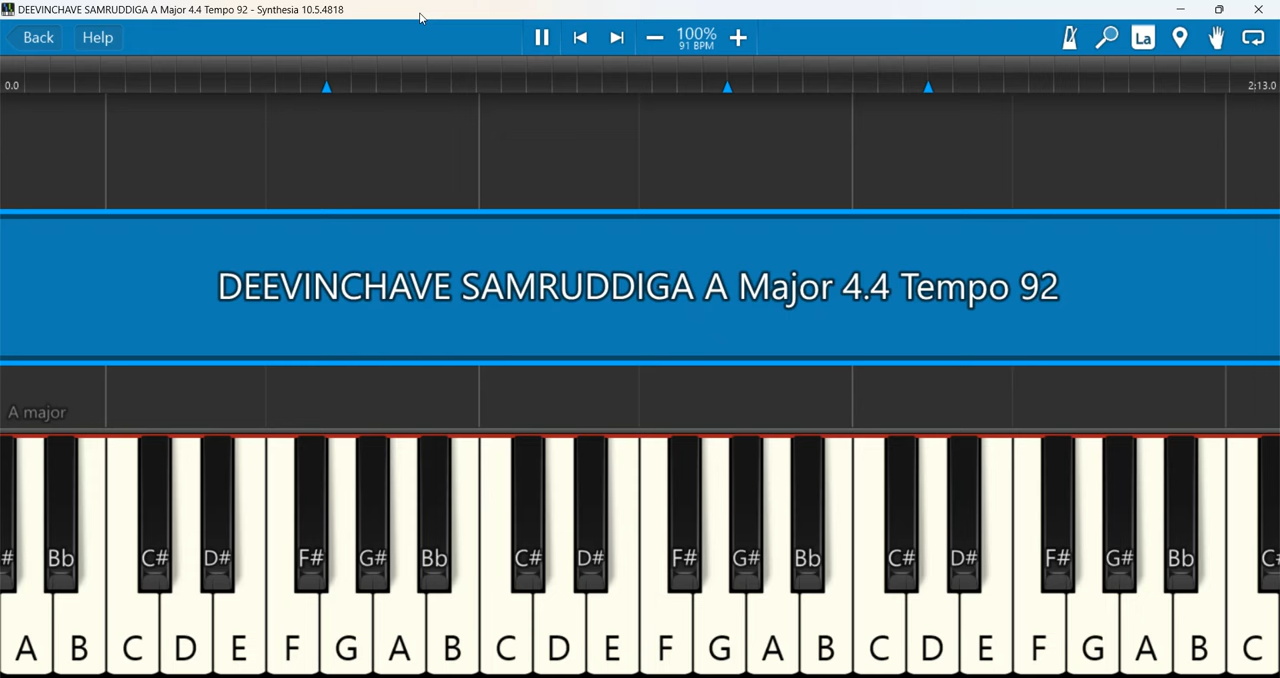 DEEVINCHAVE SAMRUDDIGA A Major 4.4 Tempo 92 - Synthesia 10.5.4818
Back Help 100% La
91 BPM
0.0 2:13.0
DEEVINCHAVE SAMRUDDIGA A Major 4.4 Tempo 92
A major
# Bb C# D# F# G# Bb C# D# F# G# Bb C# D# F# G# Bb C#
A B C D E F G A B C D E F G A B C D E F G A B C